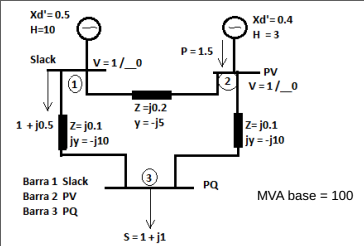 Xd'= 0.5
H=10
Xd'= 0.4
H = 3
Slack
V = 1/__0
P = 1.5
PV
V = 1/__0
1
2
Z =j0.2
y = -j5
1 + j0.5
Z= j0.1
jy = -j10
Z= j0.1
jy = -j10
3
PQ
Barra 1 Slack
Barra 2 PV
Barra 3 PQ
MVA base = 100
S = 1 + j1